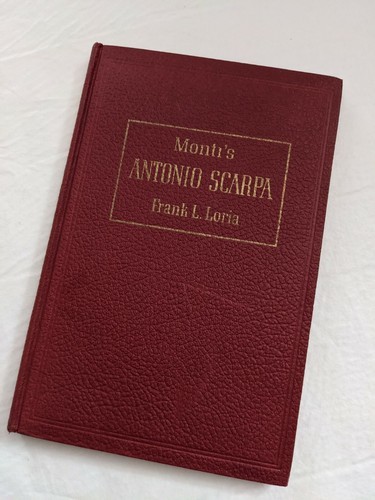 Monti's
ANTONIO SCARPA
Frank L. Loria